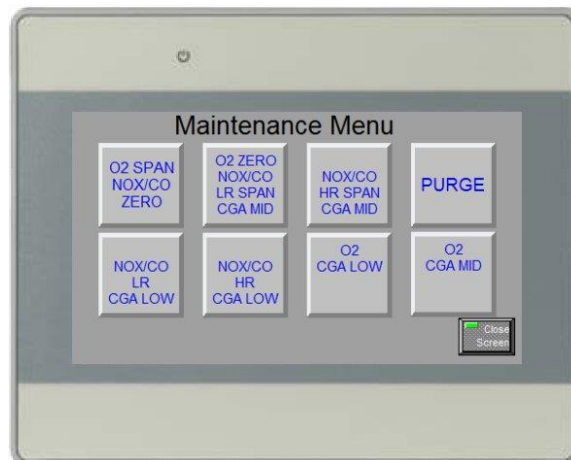 Maintenance Menu
O2 SPAN
NOX/CO
ZERO
O2 ZERO
NOX/CO
LR SPAN
CGA MID
NOX/CO
HR SPAN
CGA MID
PURGE
NOX/CO
LR
CGA LOW
NOX/CO
HR
CGA LOW
O2
CGA LOW
O2
CGA MID
Close
Screen